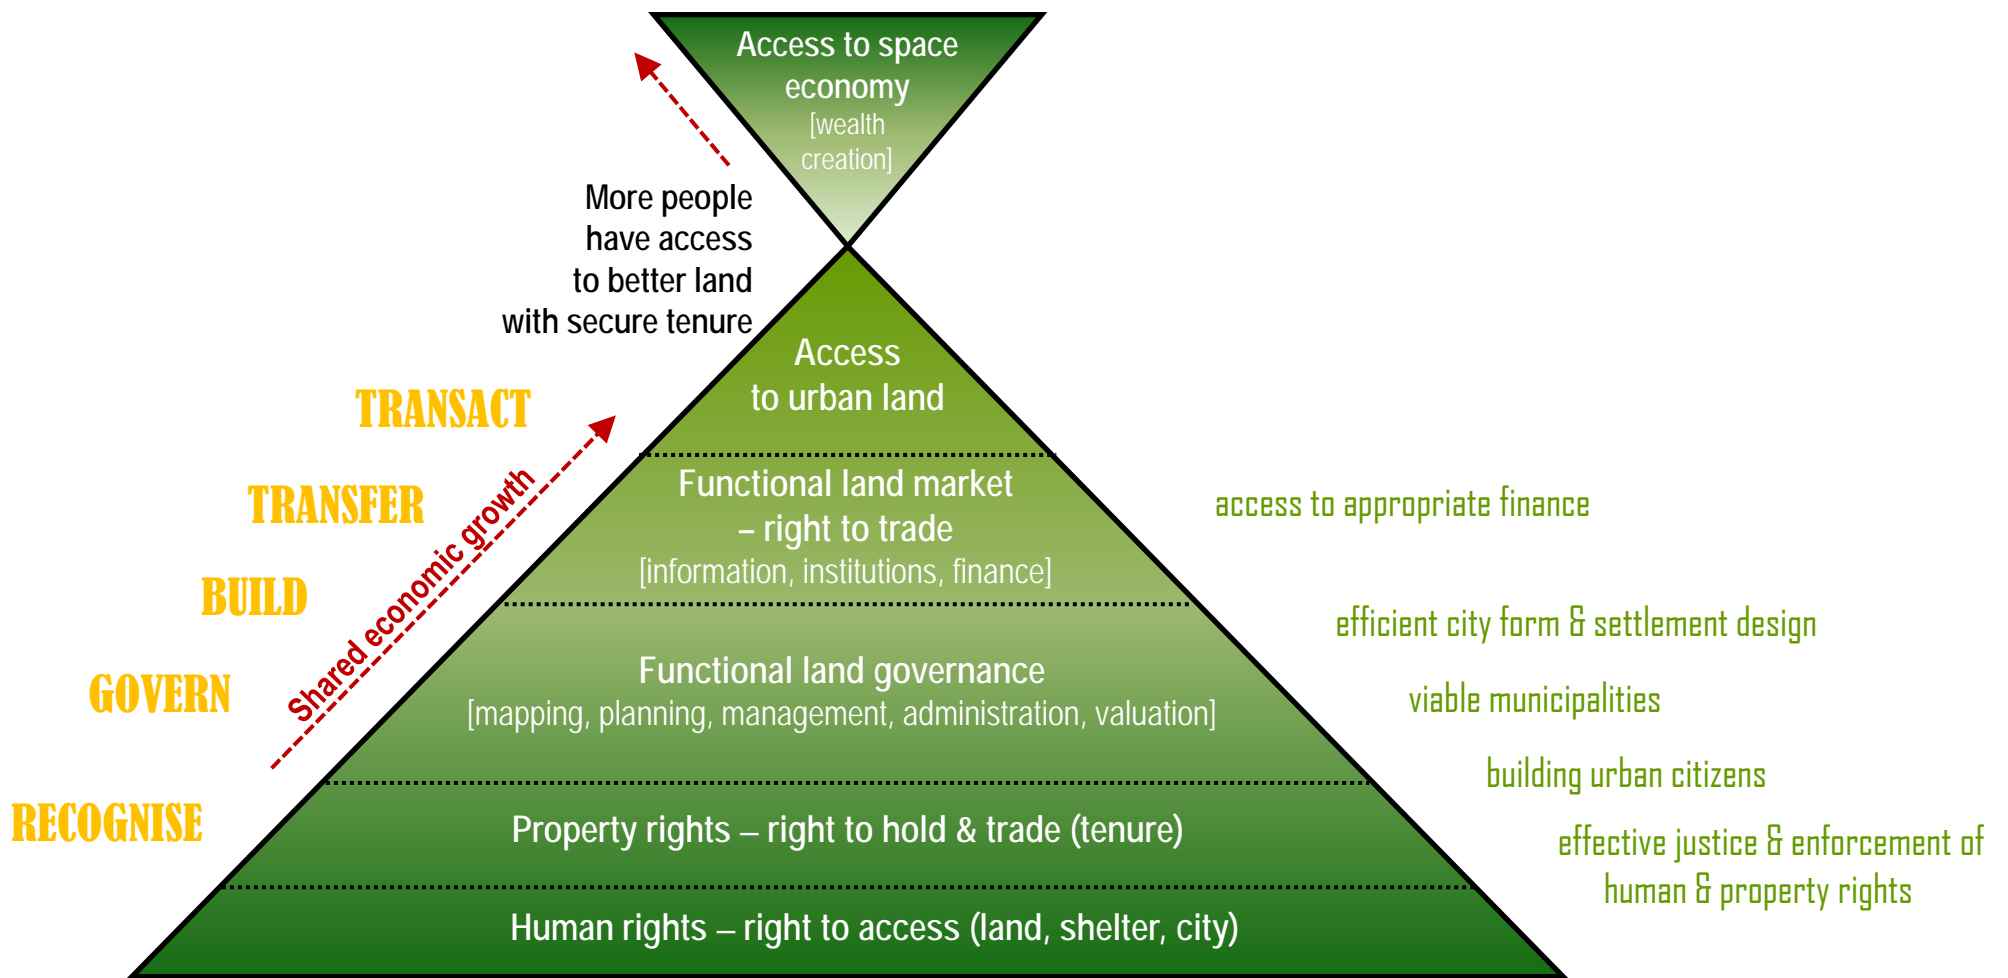 Access to space
economy
[wealth
creation]
More people
have access
to better land
with secure tenure
Access
to urban land
TRANSACT
Functional land market
– right to trade
[information, institutions, finance]
TRANSFER
access to appropriate finance
Shared economic growth
BUILD
efficient city form & settlement design
Functional land governance
[mapping, planning, management, administration, valuation]
GOVERN
viable municipalities
building urban citizens
RECOGNISE
Property rights – right to hold & trade (tenure)
effective justice & enforcement of
human & property rights
Human rights – right to access (land, shelter, city)